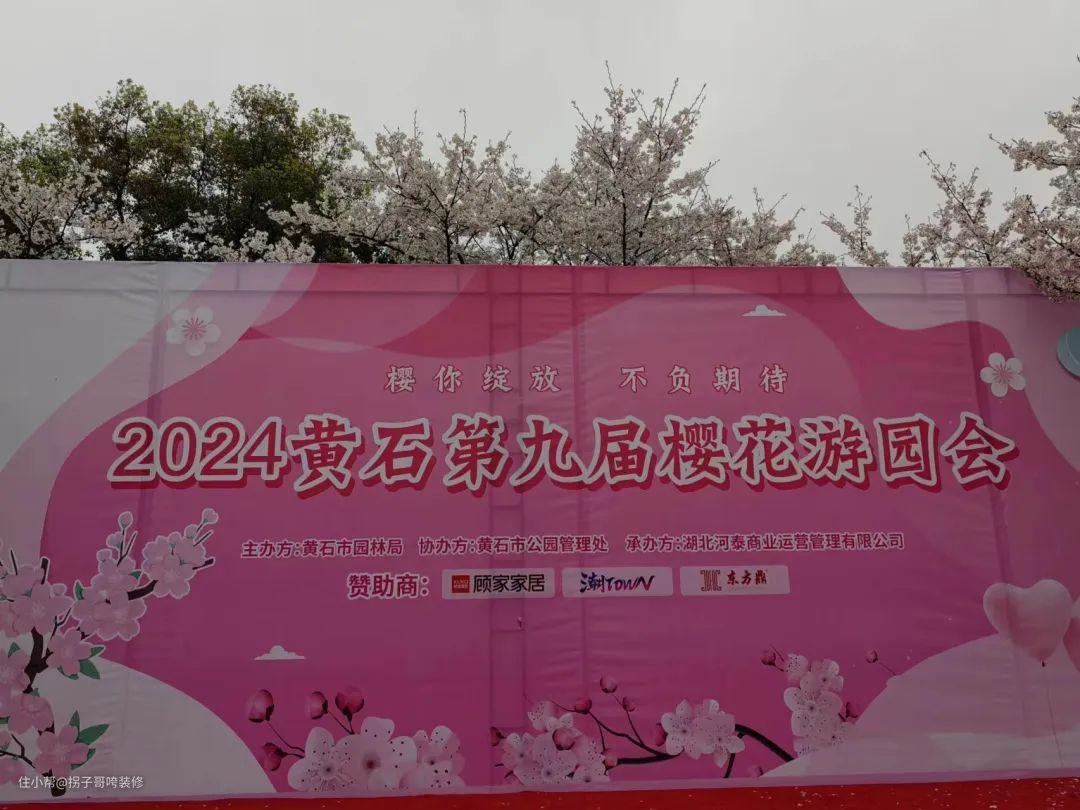 樱你绽放 不负期待
2024黄石第九届樱花游园会
主办方:黄石市园林局 协办方:黄石市公园管理处 承办方:湖北河泰商业运营管理有限公司
赞助商: 顾家家居 潮TOWN 东方鼎
住小帮@拐子哥咵装修